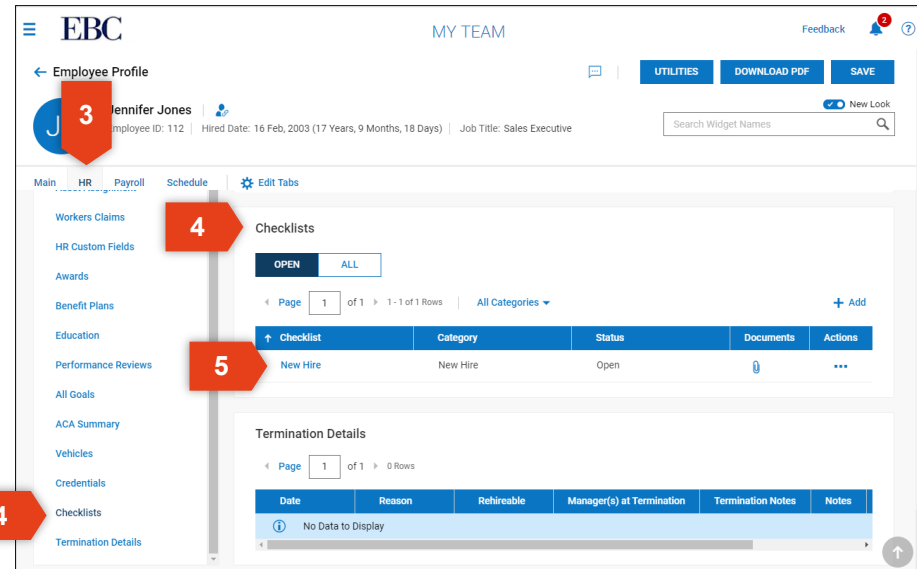 EBC
MY TEAM
Feedback
2
?
← Employee Profile
UTILITIES
DOWNLOAD PDF
SAVE
New Look
3
Jennifer Jones
Employee ID: 112 | Hired Date: 16 Feb, 2003 (17 Years, 9 Months, 18 Days) | Job Title: Sales Executive
Search Widget Names
Main HR Payroll Schedule Edit Tabs
Workers Claims
HR Custom Fields
Awards
Benefit Plans
Education
Performance Reviews
All Goals
ACA Summary
Vehicles
Credentials
4
Checklists
Termination Details
4
Checklists
OPEN ALL
Page 1 of 1 1 - 1 of 1 Rows All Categories + Add
↑ Checklist Category Status Documents Actions
5
New Hire New Hire Open ...
Termination Details
Page 1 of 1 0 Rows
Date Reason Rehireable Manager(s) at Termination Termination Notes Notes
No Data to Display